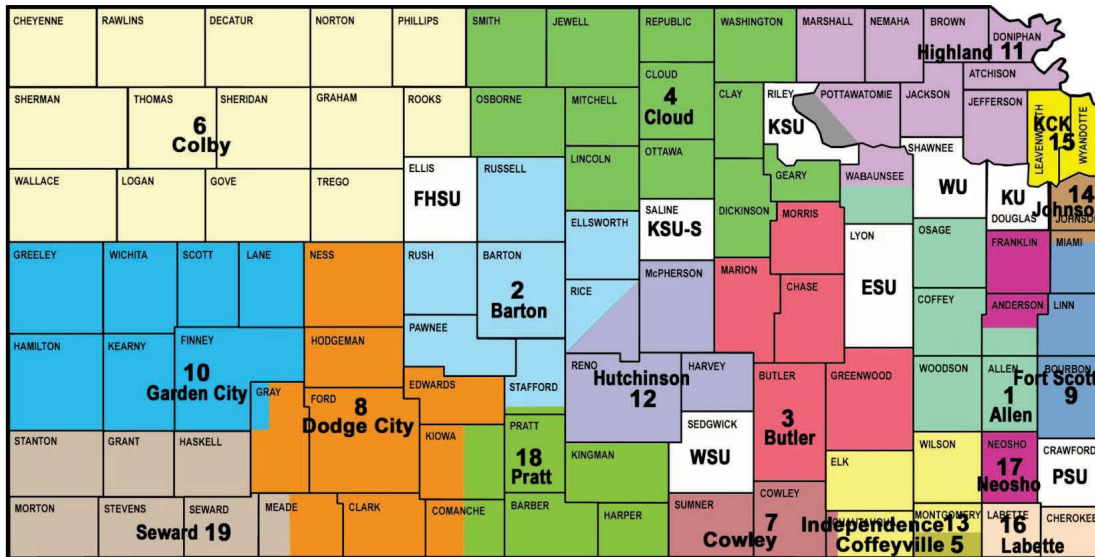 CHEYENNE
RAWLINS
DECATUR
NORTON
PHILLIPS
SMITH
JEWELL
REPUBLIC
WASHINGTON
MARSHALL
NEMAHA
BROWN
DONIPHAN
Highland 11
ATCHISON
SHERMAN
THOMAS
SHERIDAN
6
Colby
GRAHAM
ROOKS
OSBORNE
MITCHELL
CLOUD
4
Cloud
CLAY
RILEY
KSU
POTTAWATOMIE
JACKSON
JEFFERSON
LEAVENWORTH
KCK
15
WYANDOTTE
WALLACE
LOGAN
GOVE
TREGO
ELLIS
FHSU
RUSSELL
LINCOLN
OTTAWA
SALINE
KSU-S
DICKINSON
GEARY
WABAUNSEE
SHAWNEE
WU
KU
DOUGLAS
14
Johnson
JOHNSON
GREELEY
WICHITA
SCOTT
LANE
NESS
RUSH
BARTON
2
Barton
ELLSWORTH
RICE
McPHERSON
MARION
MORRIS
CHASE
LYON
ESU
OSAGE
FRANKLIN
MIAMI
HAMILTON
KEARNY
FINNEY
10
Garden City
HODGEMAN
PAWNEE
STAFFORD
RENO
Hutchinson
12
HARVEY
BUTLER
3
Butler
GREENWOOD
COFFEY
ANDERSON
LINN
WOODSON
ALLEN
1
Allen
BOURBON
Fort Scott
9
STANTON
GRANT
HASKELL
GRAY
FORD
8
Dodge City
EDWARDS
KIOWA
PRATT
18
Pratt
KINGMAN
SEDGWICK
WSU
ELK
WILSON
NEOSHO
17
Neosho
CRAWFORD
PSU
MORTON
STEVENS
SEWARD
Seward 19
MEADE
CLARK
COMANCHE
BARBER
HARPER
SUMNER
COWLEY
7
Cowley
CHAUTAUQUA
MONTGOMERY
Independence 13
Coffeyville 5
LABETTE
16
Labette
CHEROKEE